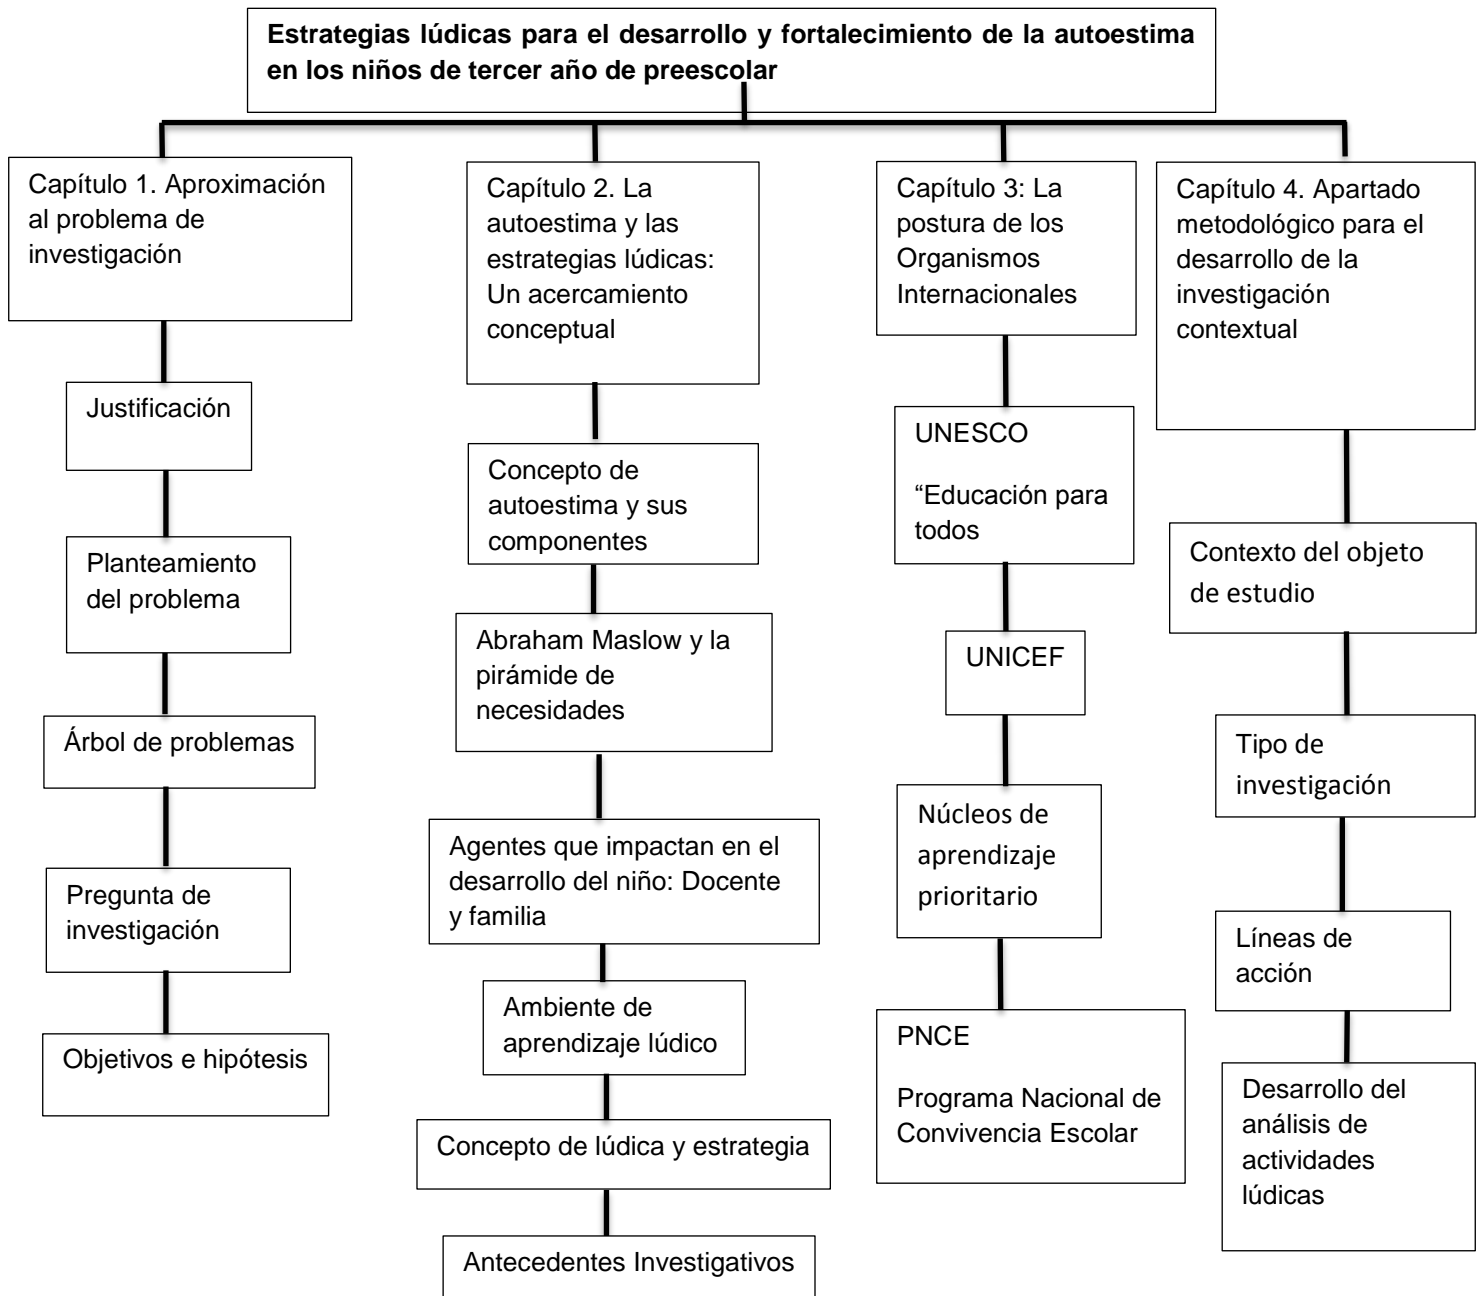 Estrategias lúdicas para el desarrollo y fortalecimiento de la autoestima
en los niños de tercer año de preescolar
Capítulo 1. Aproximación
al problema de
investigación
Justificación
Planteamiento
del problema
Árbol de problemas
Pregunta de
investigación
Objetivos e hipótesis
Capítulo 2. La
autoestima y las
estrategias lúdicas:
Un acercamiento
conceptual
Concepto de
autoestima y sus
componentes
Abraham Maslow y la
pirámide de
necesidades
Agentes que impactan en el
desarrollo del niño: Docente
y familia
Ambiente de
aprendizaje lúdico
Concepto de lúdica y estrategia
Antecedentes Investigativos
Capítulo 3: La
postura de los
Organismos
Internacionales
UNESCO
“Educación para
todos
UNICEF
Núcleos de
aprendizaje
prioritario
PNCE
Programa Nacional de
Convivencia Escolar
Capítulo 4. Apartado
metodológico para el
desarrollo de la
investigación
contextual
Contexto del objeto
de estudio
Tipo de
investigación
Líneas de
acción
Desarrollo del
análisis de
actividades
lúdicas